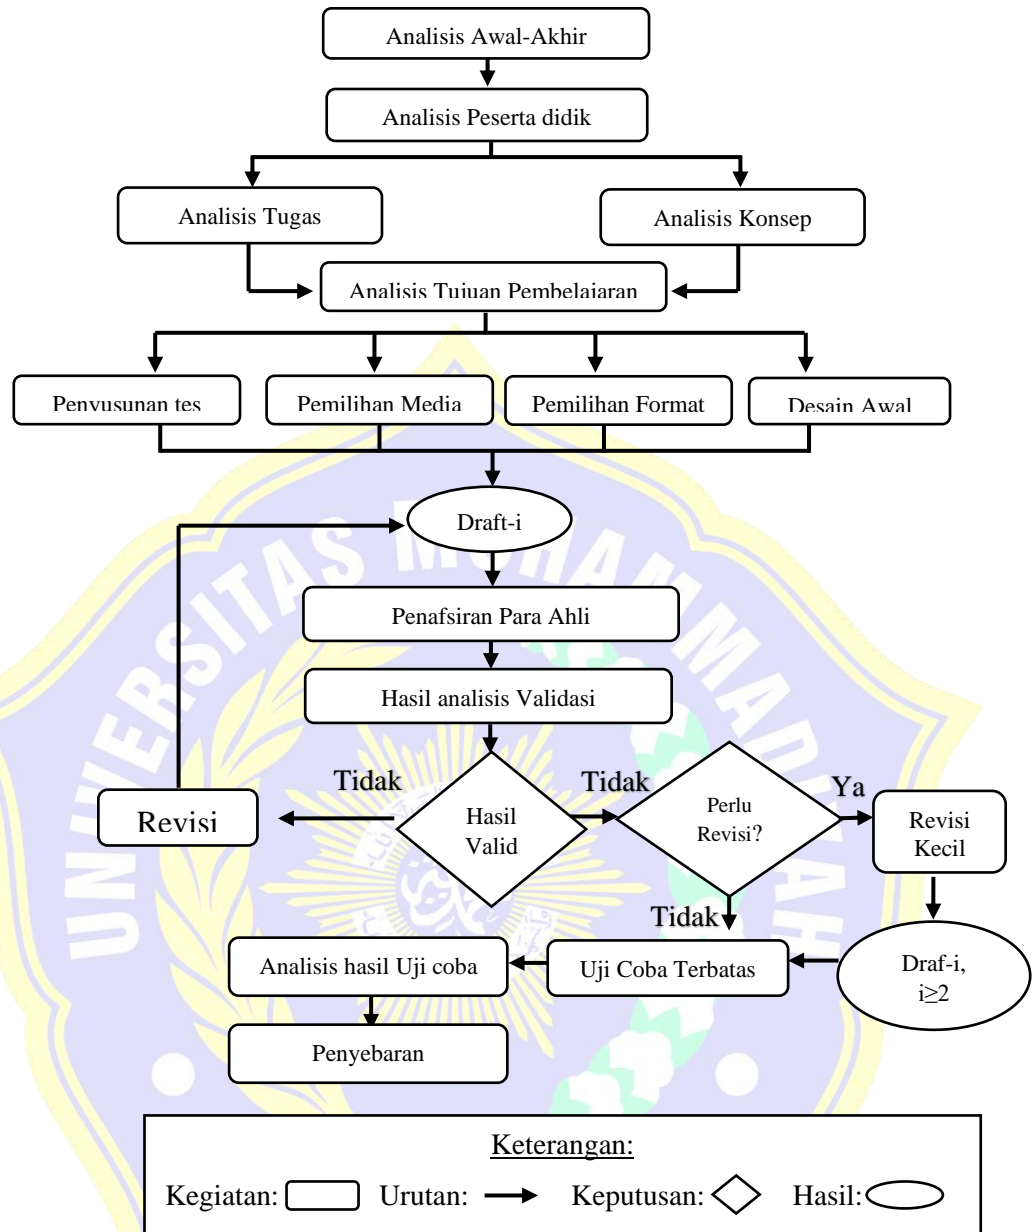 Analisis Awal-Akhir
Analisis Peserta didik
Analisis Tugas
Analisis Konsep
Analisis Tujuan Pembelajaran
Penyusunan tes
Pemilihan Media
Pemilihan Format
Desain Awal
Draft-i
Penafsiran Para Ahli
Hasil analisis Validasi
Tidak
Tidak
Ya
Revisi
Hasil
Valid
Perlu
Revisi?
Revisi
Kecil
Tidak
Analisis hasil Uji coba
Uji Coba Terbatas
Draf-i,
i≥2
Penyebaran
Keterangan:
Kegiatan: Urutan: Keputusan: Hasil:
UNIVERSITAS MUHAMMADIYAH